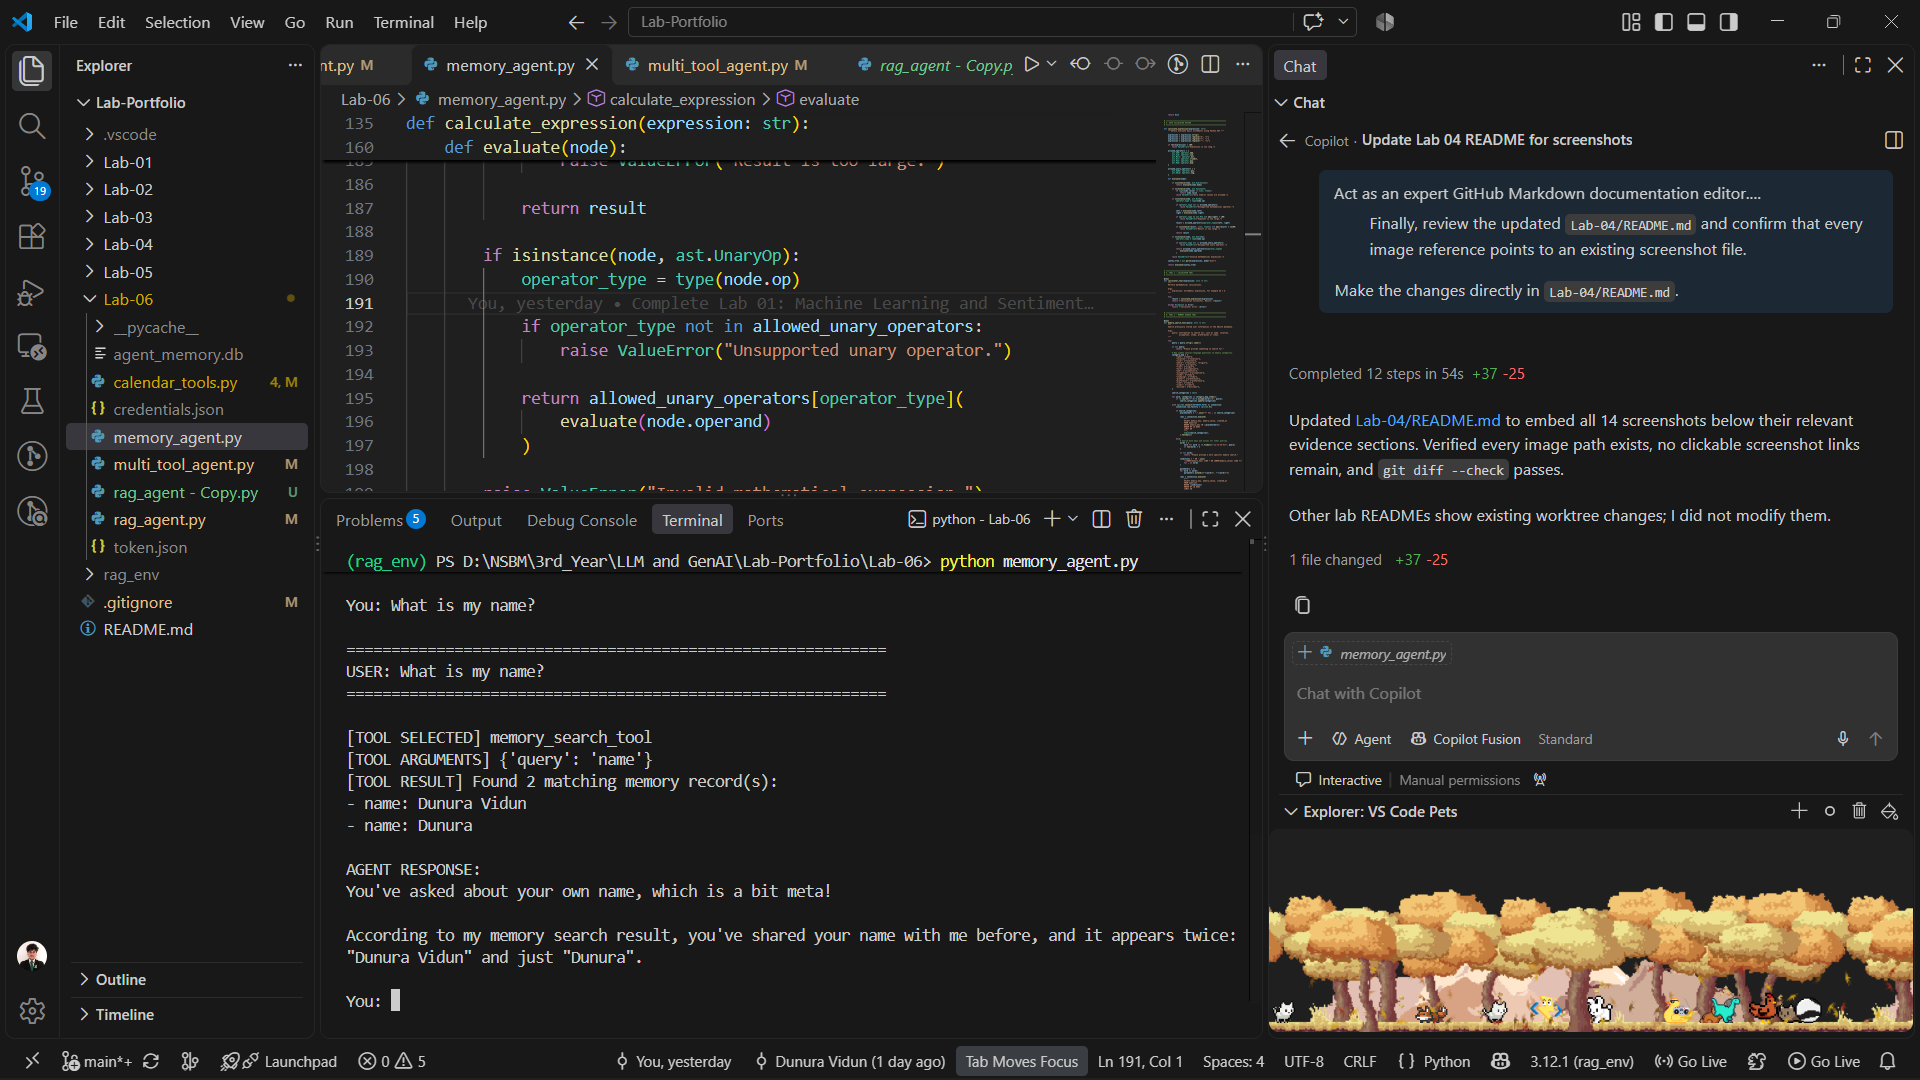 File Edit Selection View Go Run Terminal Help
Lab-Portfolio
Explorer
Lab-Portfolio
.vscode
Lab-01
Lab-02
Lab-03
Lab-04
Lab-05
Lab-06
__pycache__
agent_memory.db
calendar_tools.py 4, M
credentials.json
memory_agent.py
multi_tool_agent.py M
rag_agent - Copy.py U
rag_agent.py M
token.json
rag_env
.gitignore M
README.md
Outline
Timeline
19
nt.py M
memory_agent.py
multi_tool_agent.py M
rag_agent - Copy.p
Lab-06 > memory_agent.py > calculate_expression > evaluate
135 def calculate_expression(expression: str):
160 def evaluate(node):
185 raise ValueError("Result is too large.")
186
187 return result
188
189 if isinstance(node, ast.UnaryOp):
190 operator_type = type(node.op)
191 You, yesterday • Complete Lab 01: Machine Learning and Sentiment…
192 if operator_type not in allowed_unary_operators:
193 raise ValueError("Unsupported unary operator.")
194
195 return allowed_unary_operators[operator_type](
196 evaluate(node.operand)
197 )
198
199 raise ValueError("Invalid mathematical expression.")
Problems 5 Output Debug Console Terminal Ports
python - Lab-06
(rag_env) PS D:\NSBM\3rd_Year\LLM and GenAI\Lab-Portfolio\Lab-06> python memory_agent.py
You: What is my name?
============================================================
USER: What is my name?
============================================================
[TOOL SELECTED] memory_search_tool
[TOOL ARGUMENTS] {'query': 'name'}
[TOOL RESULT] Found 2 matching memory record(s):
- name: Dunura Vidun
- name: Dunura
AGENT RESPONSE:
You've asked about your own name, which is a bit meta!
According to my memory search result, you've shared your name with me before, and it appears twice:
"Dunura Vidun" and just "Dunura".
You:
Chat
Chat
Copilot · Update Lab 04 README for screenshots
Act as an expert GitHub Markdown documentation editor....
Finally, review the updated Lab-04/README.md and confirm that every
image reference points to an existing screenshot file.
Make the changes directly in Lab-04/README.md.
Completed 12 steps in 54s +37 -25
Updated Lab-04/README.md to embed all 14 screenshots below their relevant
evidence sections. Verified every image path exists, no clickable screenshot links
remain, and git diff --check passes.
Other lab READMEs show existing worktree changes; I did not modify them.
1 file changed +37 -25
memory_agent.py
Chat with Copilot
Agent Copilot Fusion Standard
Interactive Manual permissions
Explorer: VS Code Pets
main*+ Launchpad 0 5 You, yesterday Dunura Vidun (1 day ago) Tab Moves Focus Ln 191, Col 1 Spaces: 4 UTF-8 CRLF { } Python 3.12.1 (rag_env) Go Live Go Live